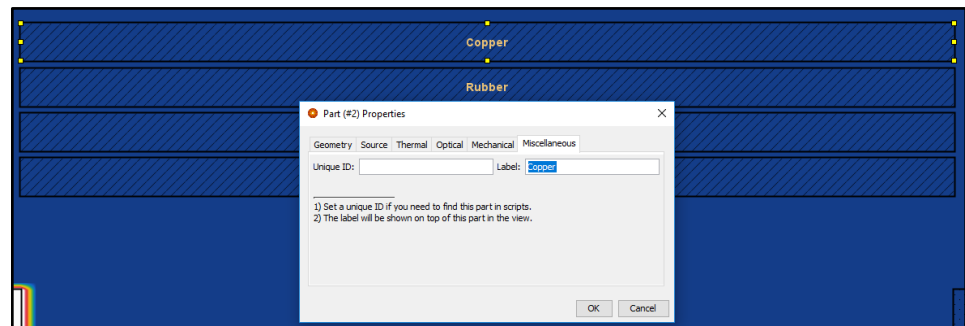 Copper
Rubber
Part (#2) Properties
Geometry Source Thermal Optical Mechanical Miscellaneous
Unique ID: Label: Copper
1) Set a unique ID if you need to find this part in scripts.
2) The label will be shown on top of this part in the view.
OK Cancel